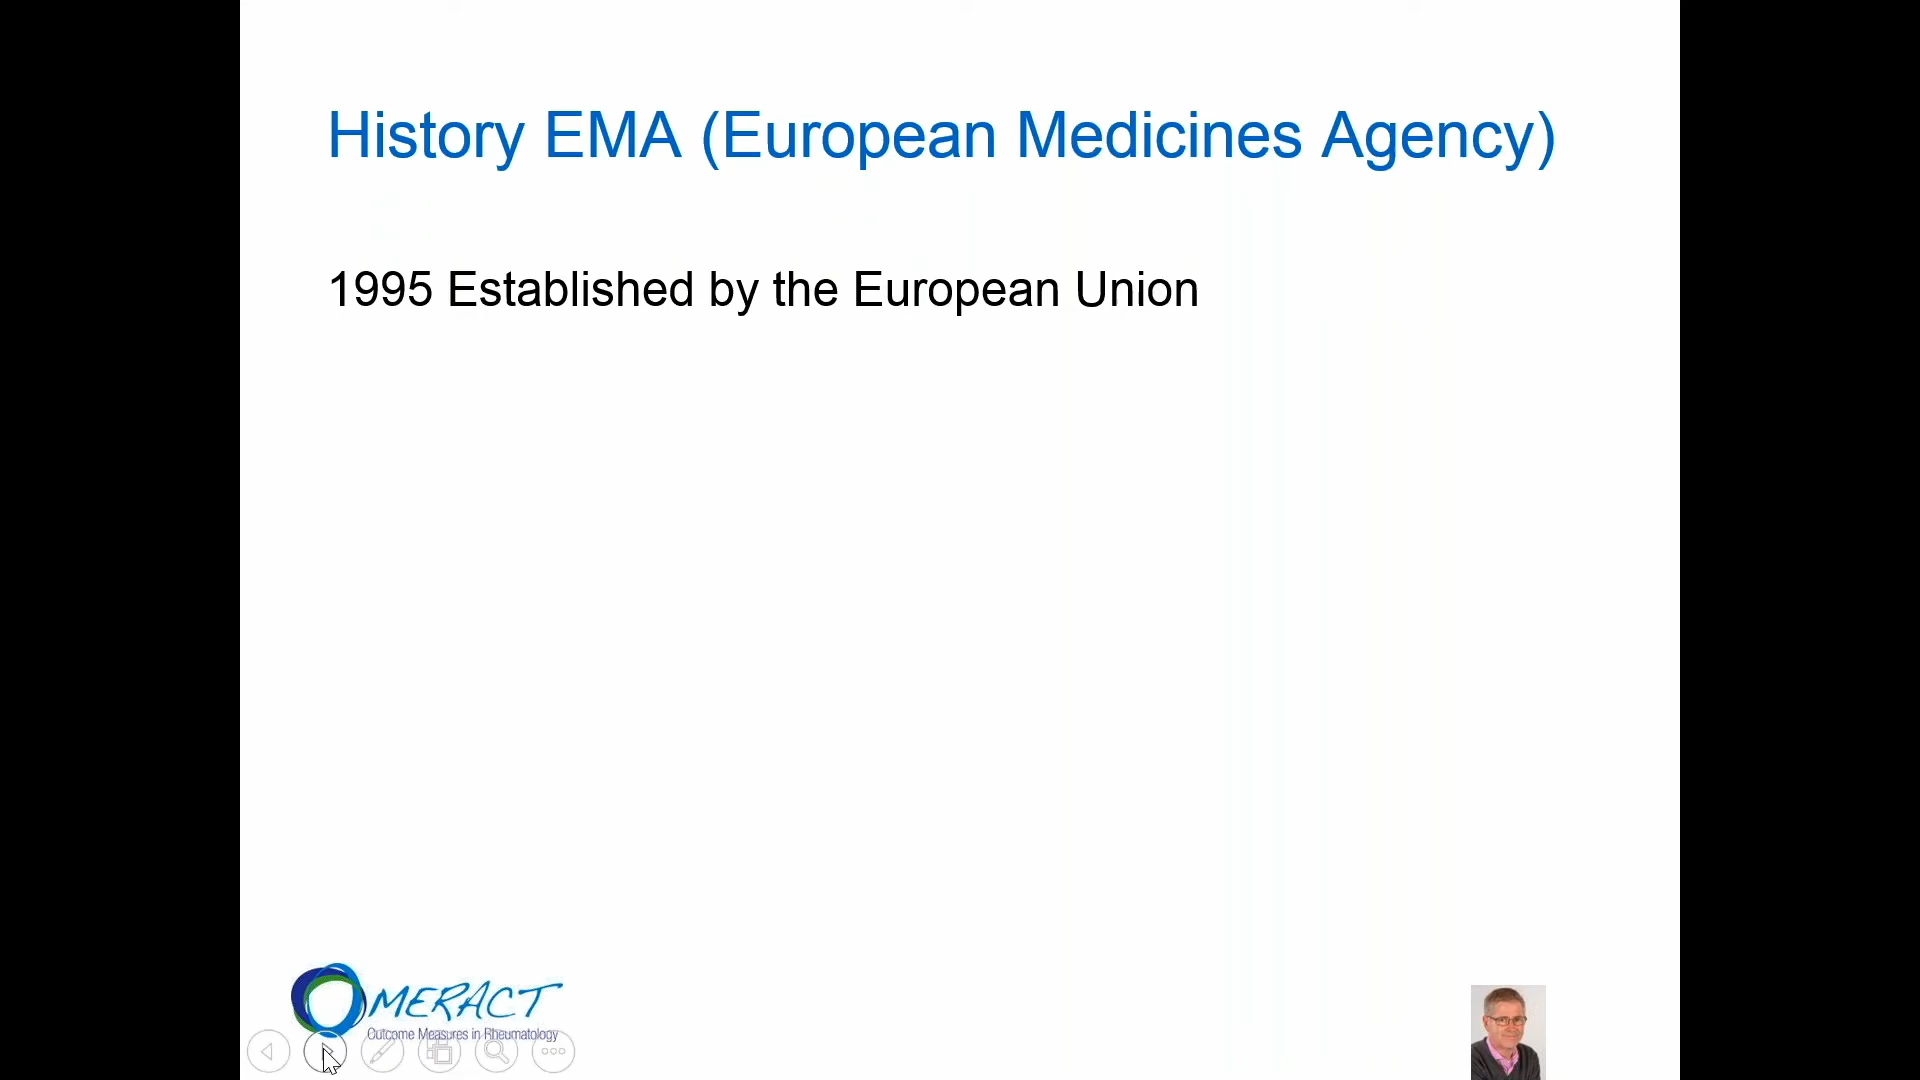 History EMA (European Medicines Agency)
1995 Established by the European Union
OMERACT
Outcome Measures in Rheumatology